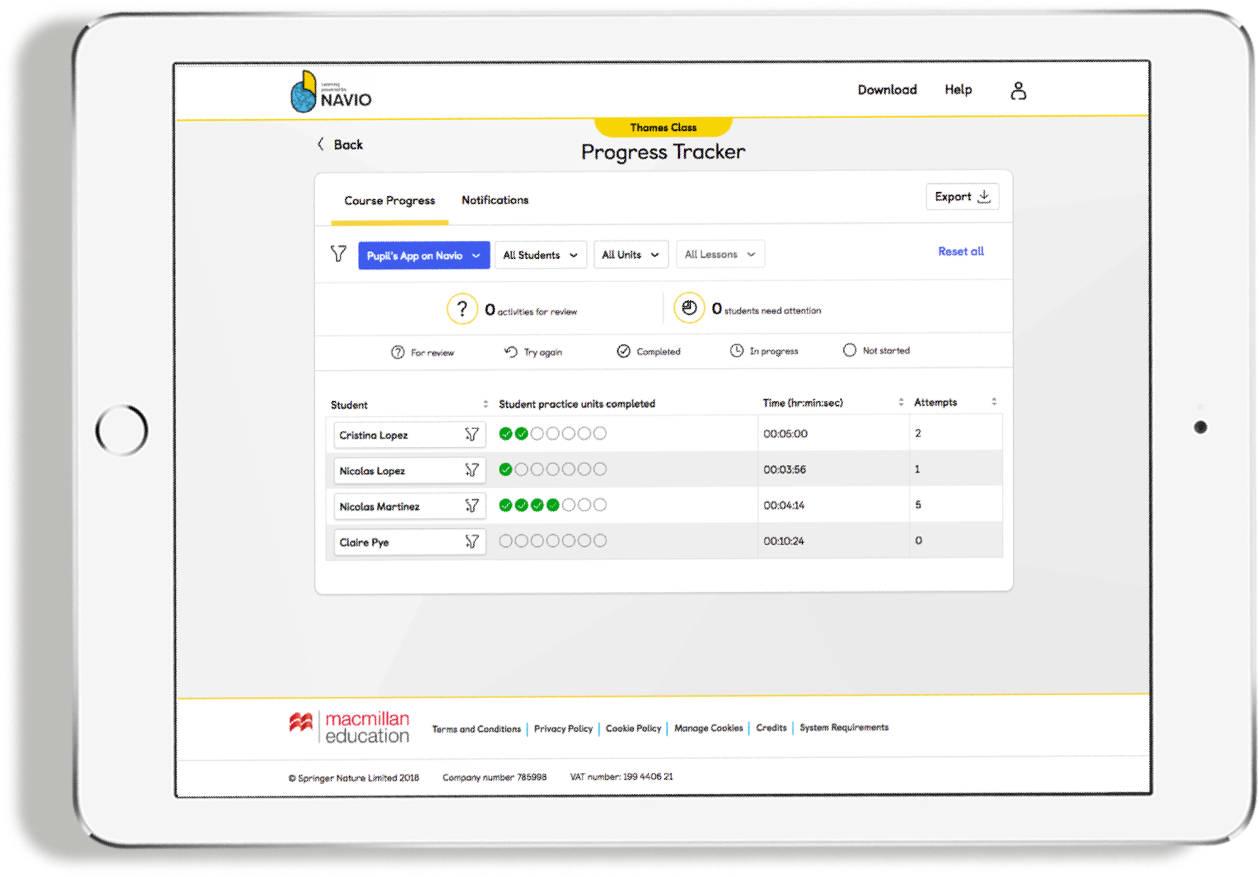 Learning
powered by
NAVIO
Download Help
Back
Thames Class
Progress Tracker
Course Progress Notifications Export
Pupil's App on Navio All Students All Units All Lessons Reset all
? 0 activities for review 0 students need attention
? For review Try again Completed In progress Not started
Student Student practice units completed Time (hr:min:sec) Attempts
Cristina Lopez 00:05:00 2
Nicolas Lopez 00:03:56 1
Nicolas Martinez 00:04:14 5
Claire Pye 00:10:24 0
macmillan
education
Terms and Conditions | Privacy Policy | Cookie Policy | Manage Cookies | Credits | System Requirements
© Springer Nature Limited 2018 Company number 785998 VAT number: 199 4406 21